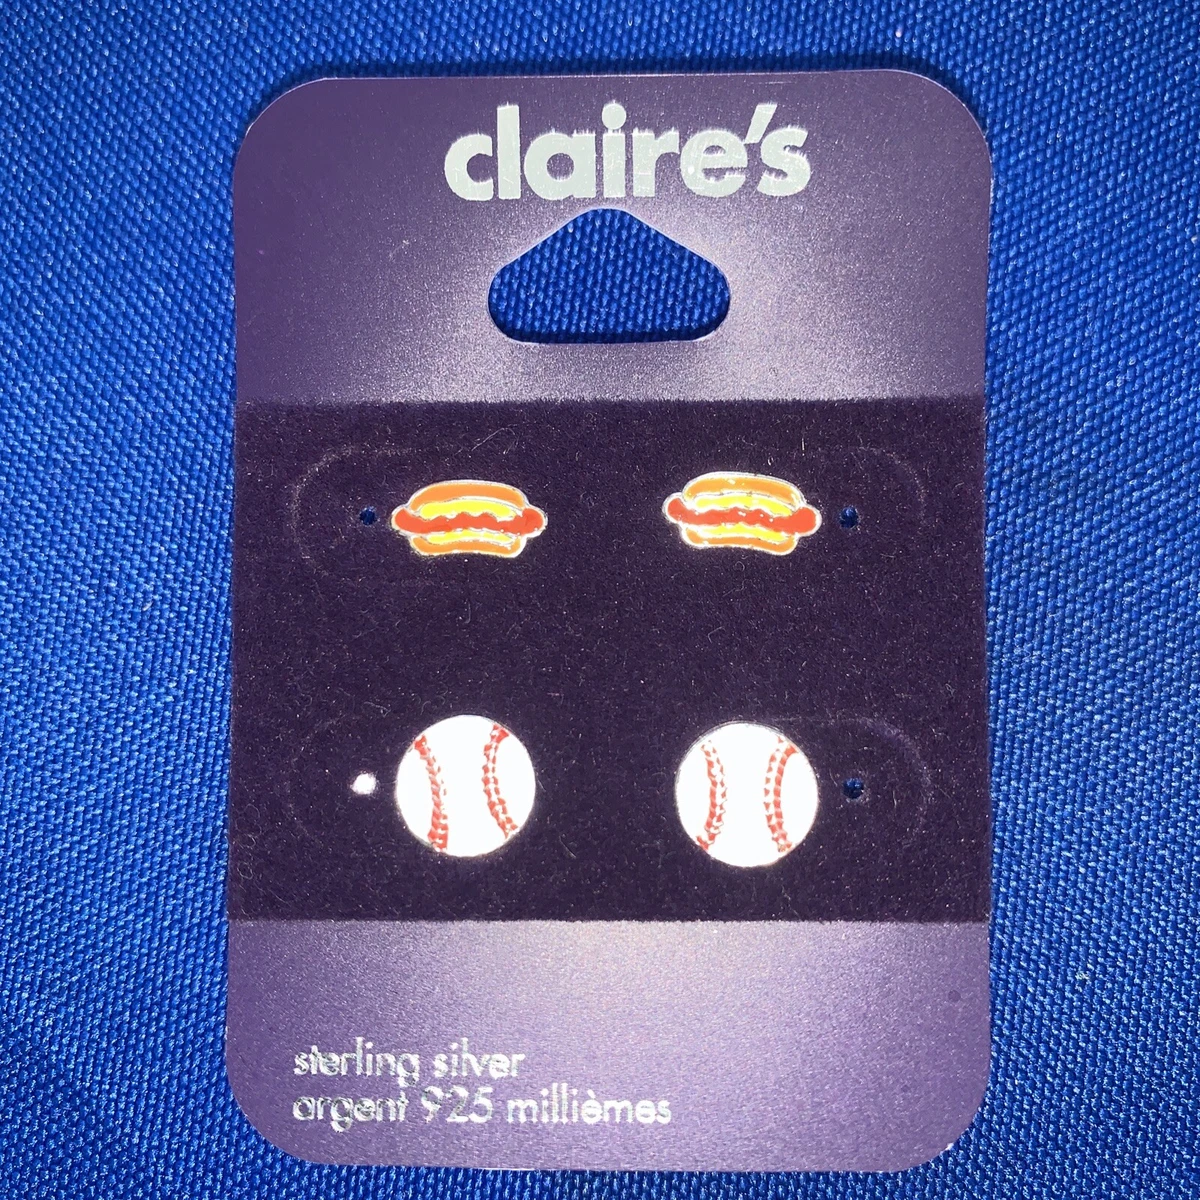 claire's
sterling silver
argent 925 millièmes